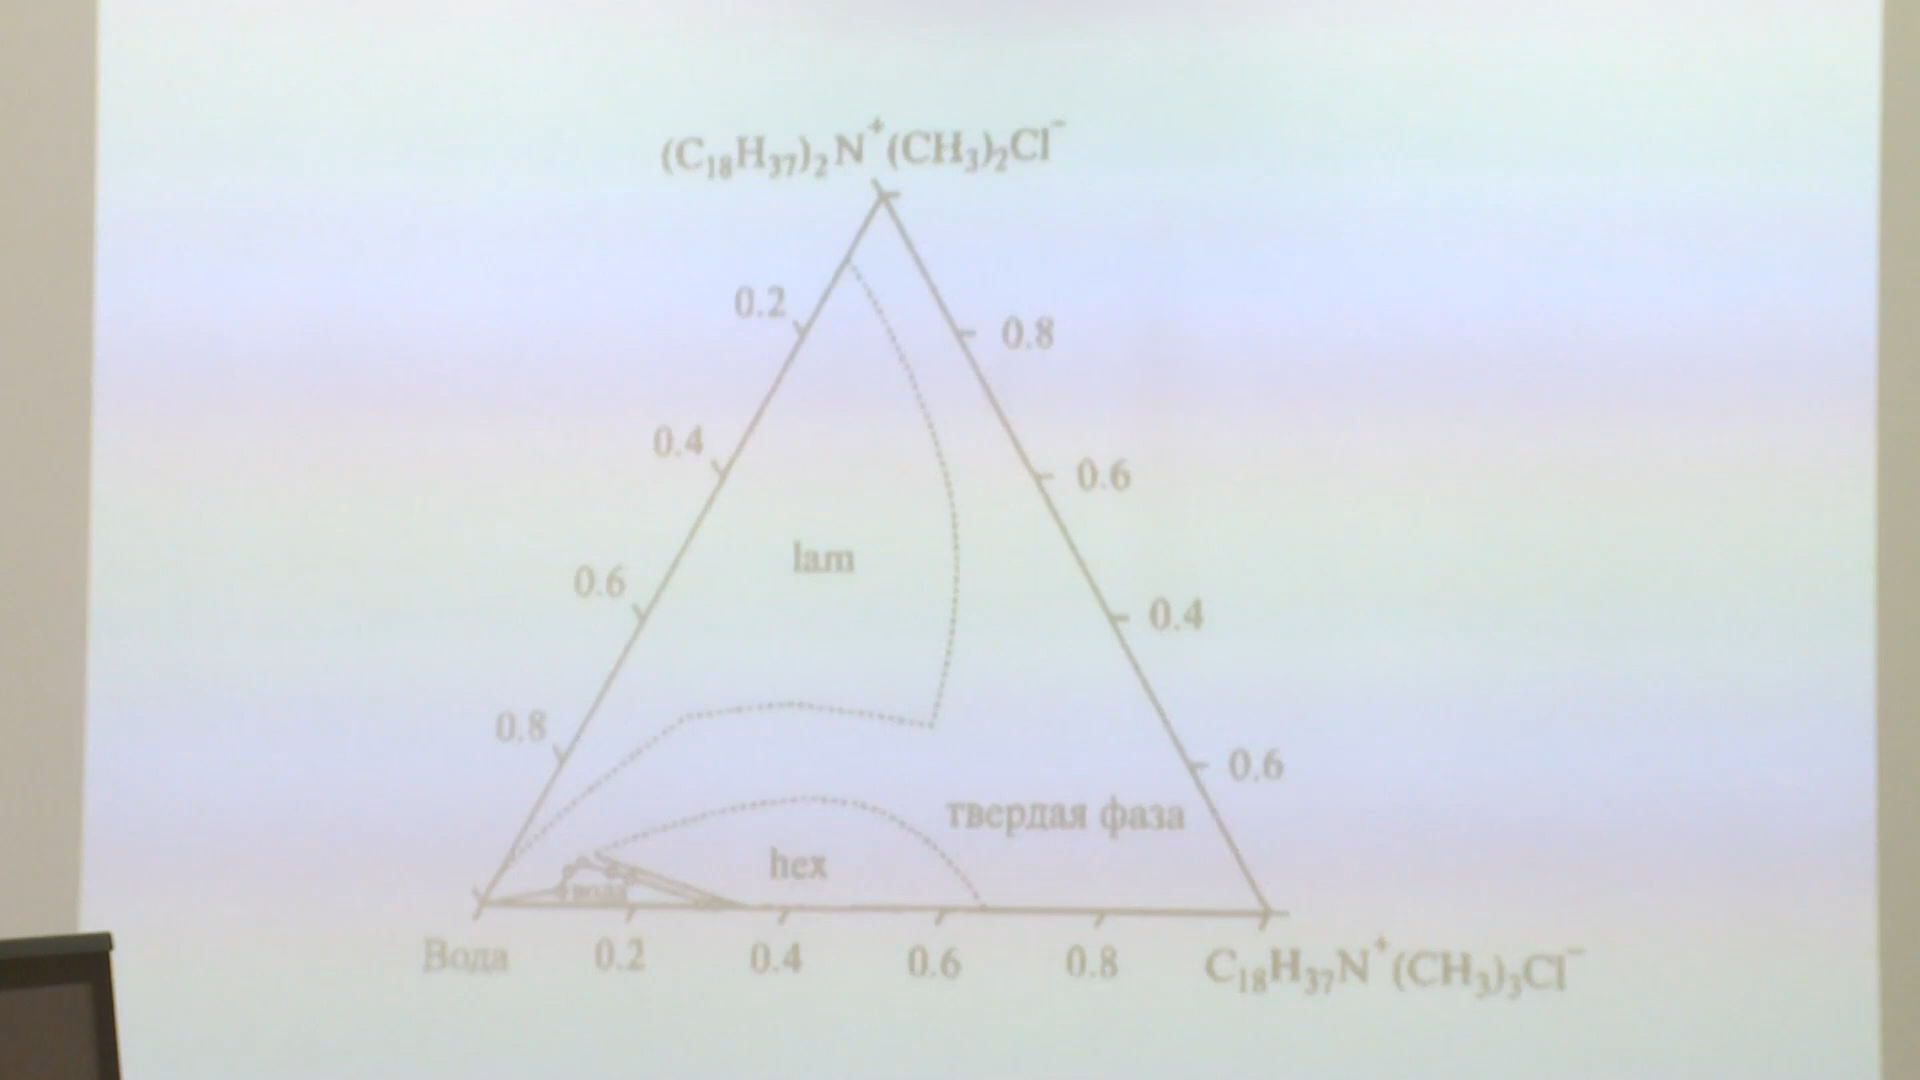 (C₁₈H₃₇)₂N⁺(CH₃)₂Cl⁻
0.2
0.8
0.4
0.6
lam
0.6
0.4
0.8
0.6
твердая фаза
hex
Вода
0.2
0.4
0.6
0.8
C₁₈H₃₇N⁺(CH₃)₃Cl⁻